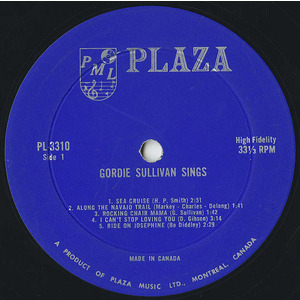 PML PLAZA
GORDIE SULLIVAN SINGS
PL 3310
Side 1
High Fidelity
33⅓ RPM
1. SEA CRUISE (H. P. Smith) 2:51
2. ALONG THE NAVAJO TRAIL (Markey - Charles - Delong) 1:41
3. ROCKING CHAIR MAMA (G. Sullivan) 1:42
4. I CAN'T STOP LOVING YOU (D. Gibson) 3:14
5. RIDE ON JOSEPHINE (Bo Diddley) 2:29
MADE IN CANADA
A PRODUCT OF PLAZA MUSIC LTD., MONTREAL, CANADA.